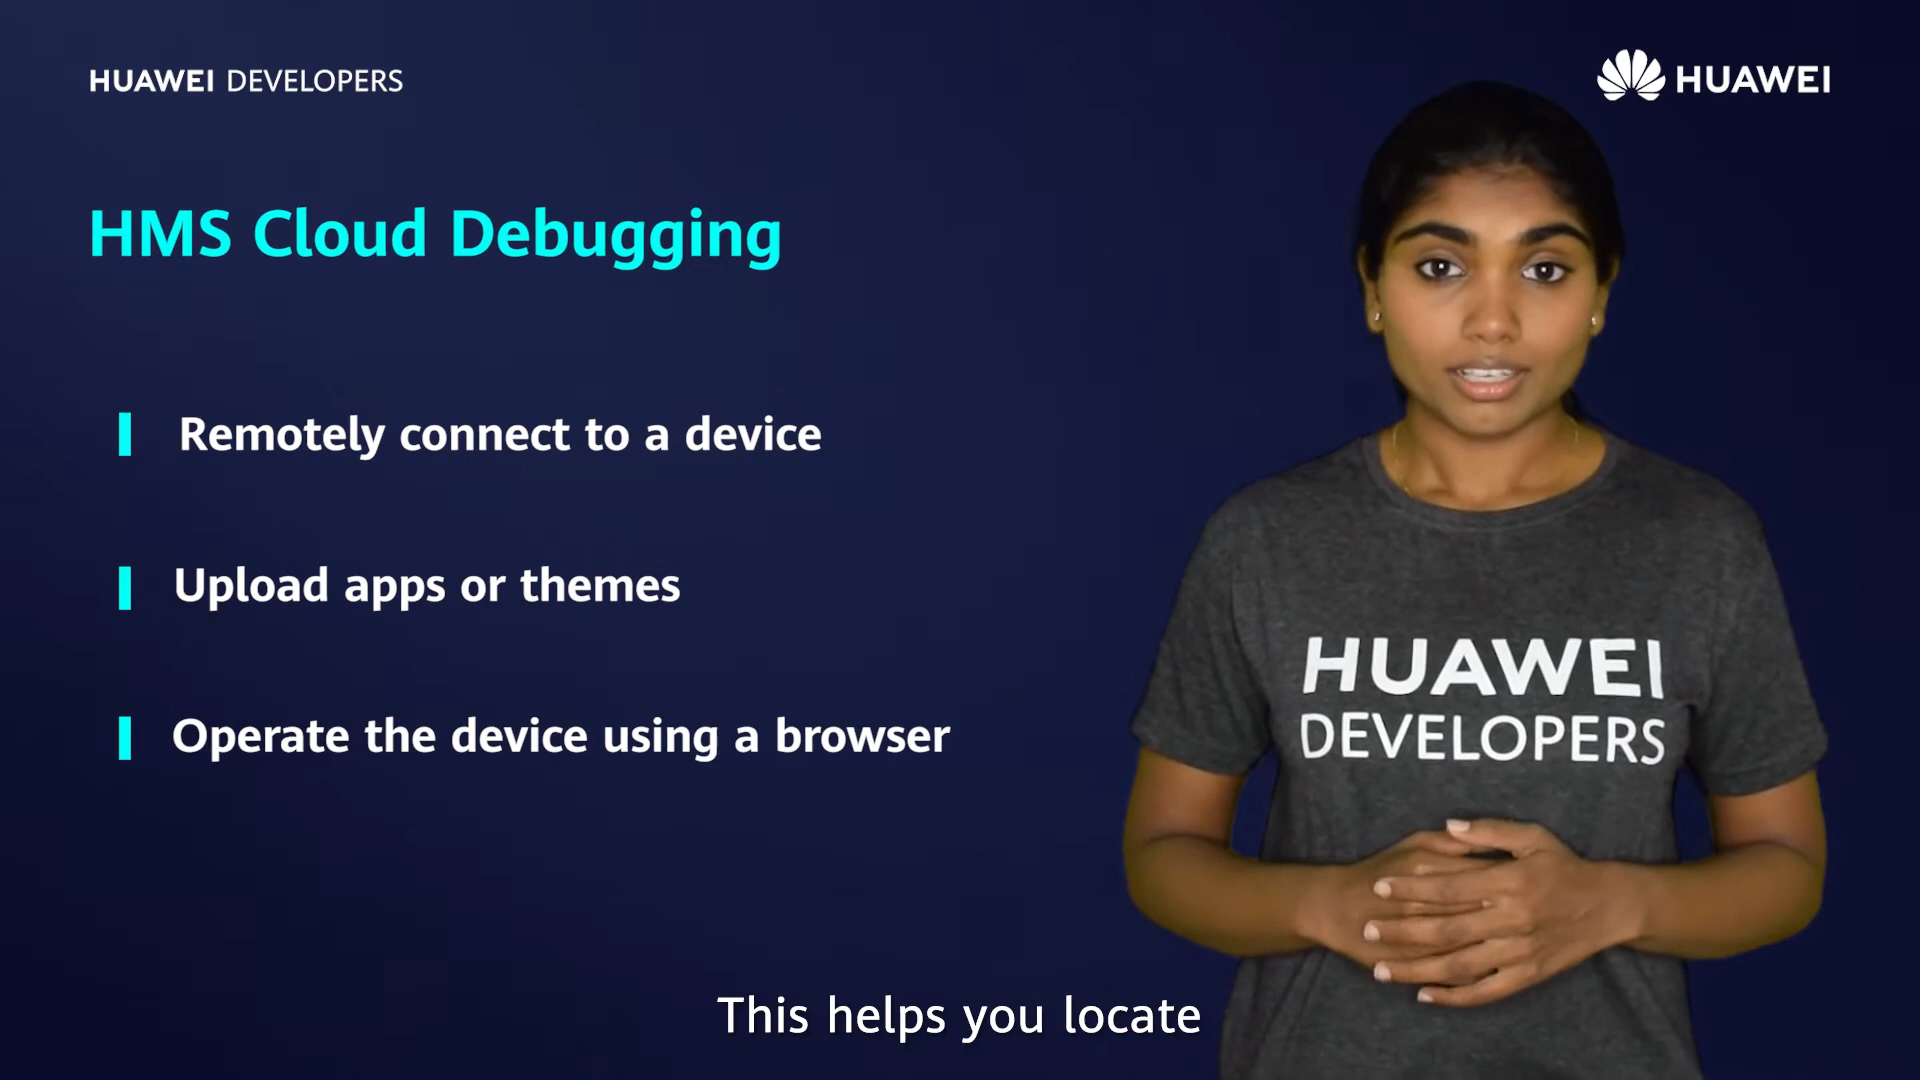 HUAWEI DEVELOPERS
HUAWEI
HMS Cloud Debugging
Remotely connect to a device
Upload apps or themes
Operate the device using a browser
HUAWEI
DEVELOPERS
This helps you locate